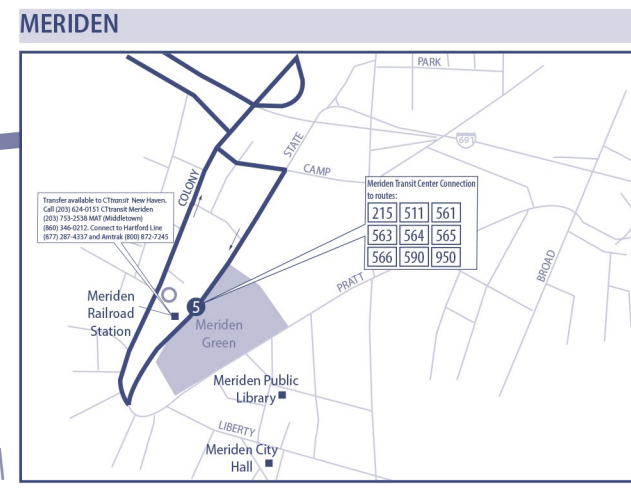 MERIDEN
PARK
691
STATE
CAMP
COLONY
Transfer available to CTtransit New Haven.
Call (203) 624-0151 CTtransit Meriden
(203) 753-2538 MAT (Middletown)
(860) 346-0212. Connect to Hartford Line
(877) 287-4337 and Amtrak (800) 872-7245
Meriden Transit Center Connection
to routes:
215 511 561
563 564 565
566 590 950
BROAD
PRATT
Meriden
Railroad
Station
5
Meriden
Green
Meriden Public
Library
LIBERTY
Meriden City
Hall